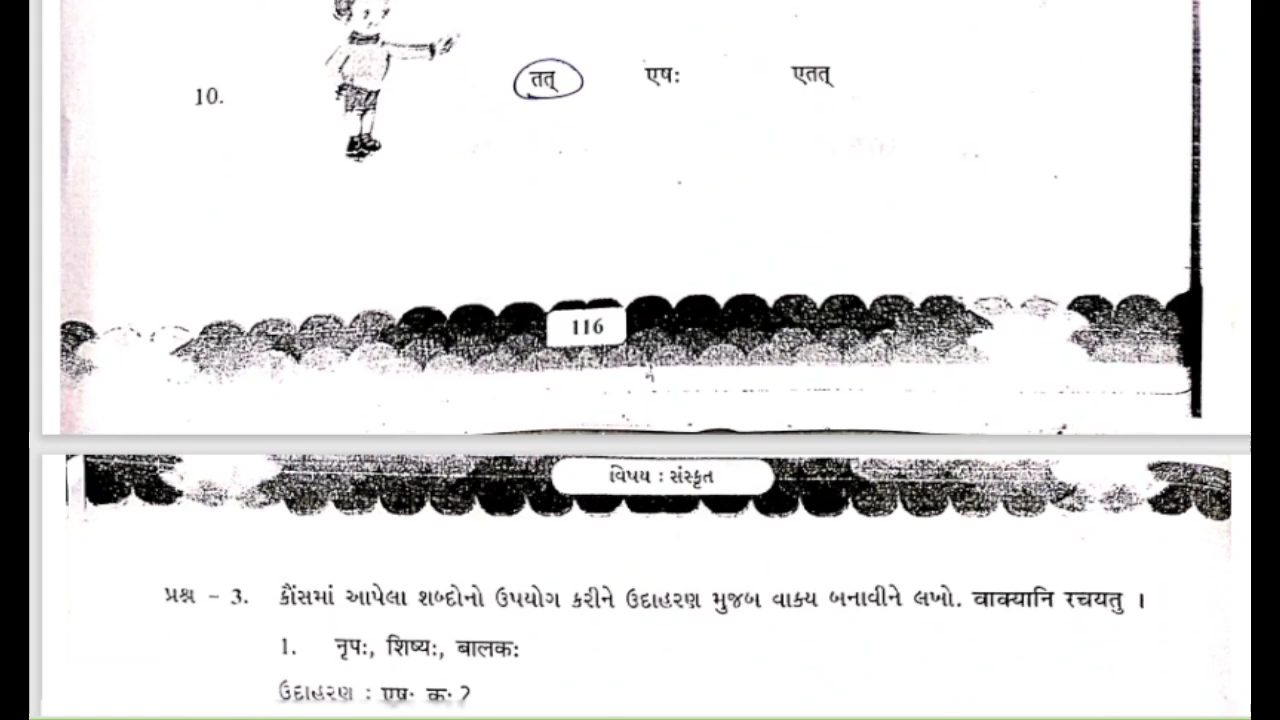 10. तत् एषः एतत्
116
વિષય : સંસ્કૃત
પ્રશ્ન - 3. કૌંસમાં આપેલા શબ્દોનો ઉપયોગ કરીને ઉદાહરણ મુજબ વાક્ય બનાવીને લખો. वाक्यानि रचयतु ।
1. नृपः, शिष्यः, बालकः
ઉદાહરણ : एषः कः ?